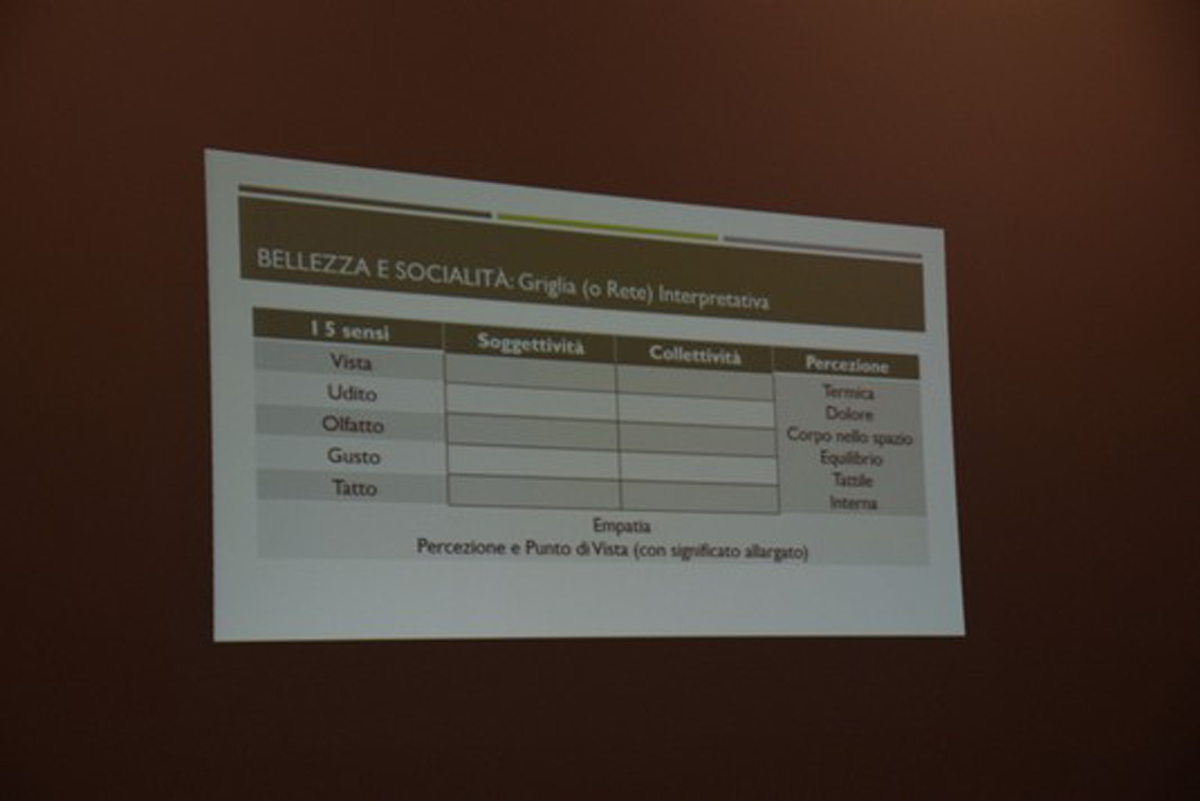 BELLEZZA E SOCIALITÀ: Griglia (o Rete) Interpretativa
I 5 sensi Soggettività Collettività Percezione
Vista
Udito
Olfatto
Gusto
Tatto
Termica
Dolore
Corpo nello spazio
Equilibrio
Tattile
Interna
Empatia
Percezione e Punto di Vista (con significato allargato)